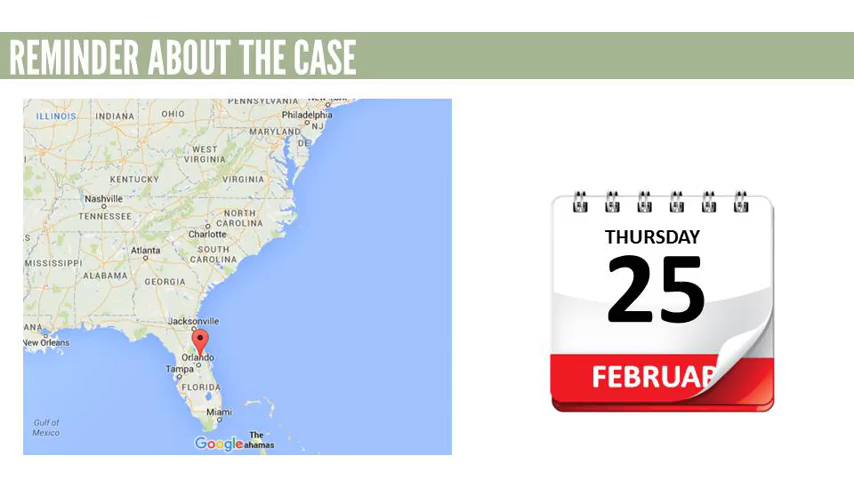 REMINDER ABOUT THE CASE
PENNSYLVANIA
ILLINOIS
INDIANA
OHIO
Philadelphia
NJ
MARYLAND
DE
WEST
VIRGINIA
KENTUCKY
VIRGINIA
Nashville
TENNESSEE
NORTH
CAROLINA
Charlotte
Atlanta
SOUTH
CAROLINA
MISSISSIPPI
ALABAMA
GEORGIA
Jacksonville
New Orleans
Orlando
Tampa
FLORIDA
Miami
Gulf of
Mexico
Google
The
ahamas
THURSDAY
25
FEBRUAR